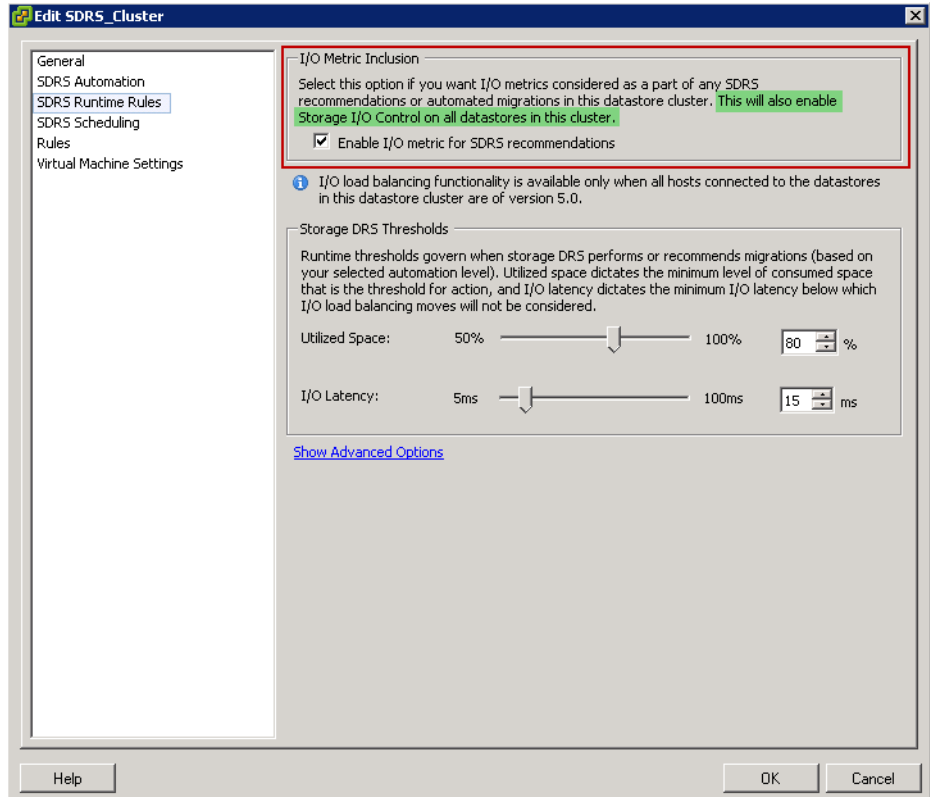 Edit SDRS_Cluster
General
SDRS Automation
SDRS Runtime Rules
SDRS Scheduling
Rules
Virtual Machine Settings
I/O Metric Inclusion
Select this option if you want I/O metrics considered as a part of any SDRS
recommendations or automated migrations in this datastore cluster. This will also enable
Storage I/O Control on all datastores in this cluster.
Enable I/O metric for SDRS recommendations
I/O load balancing functionality is available only when all hosts connected to the datastores
in this datastore cluster are of version 5.0.
Storage DRS Thresholds
Runtime thresholds govern when storage DRS performs or recommends migrations (based on
your selected automation level). Utilized space dictates the minimum level of consumed space
that is the threshold for action, and I/O latency dictates the minimum I/O latency below which
I/O load balancing moves will not be considered.
Utilized Space: 50% 100% 80 %
I/O Latency: 5ms 100ms 15 ms
Show Advanced Options
Help OK Cancel